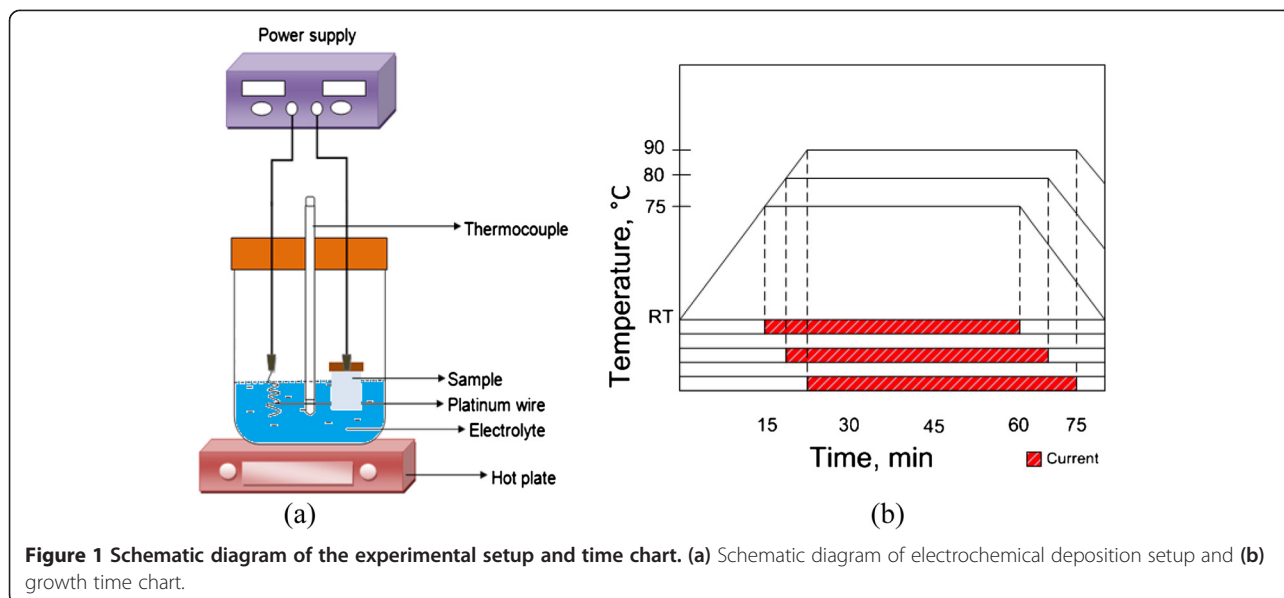 Power supply
Thermocouple
Sample
Platinum wire
Electrolyte
Hot plate
(a)
Temperature, °C
90
80
75
RT
15 30 45 60 75
Time, min
Current
(b)
Figure 1 Schematic diagram of the experimental setup and time chart. (a) Schematic diagram of electrochemical deposition setup and (b)
growth time chart.